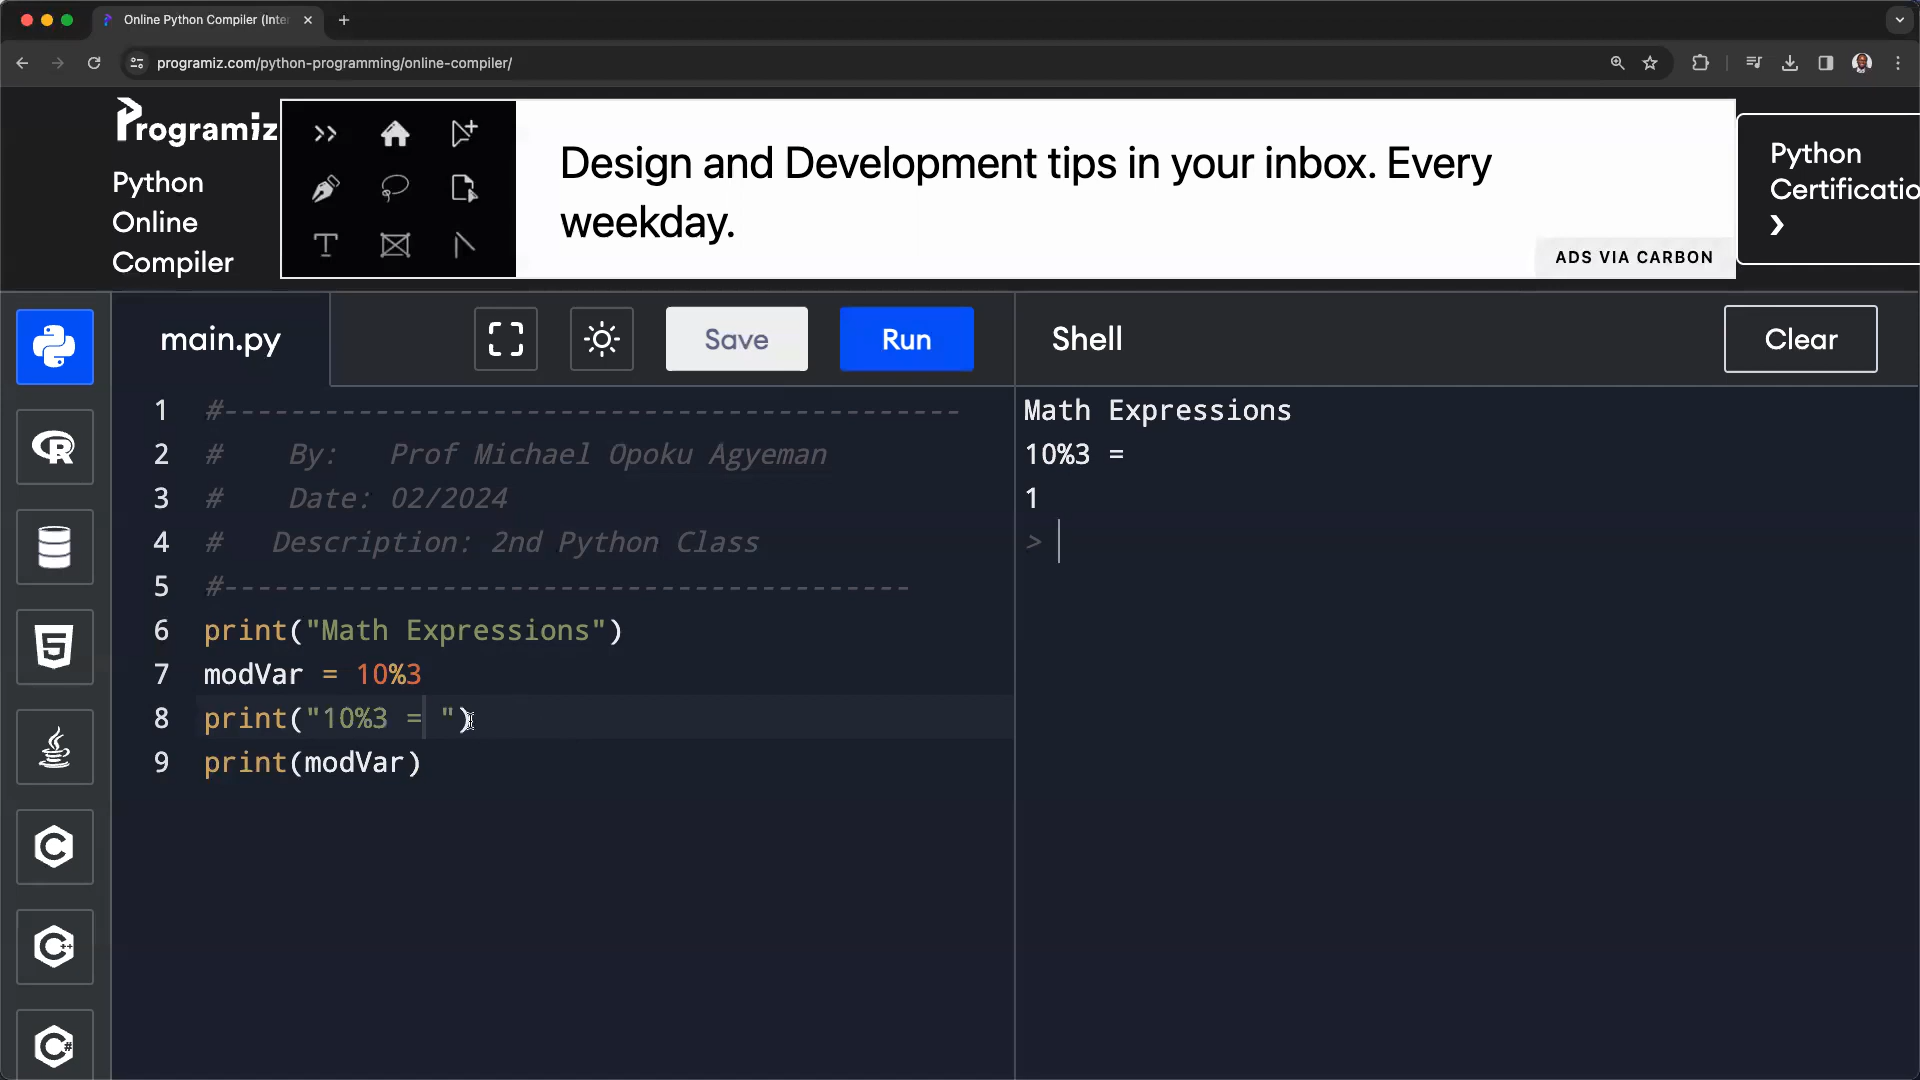 Online Python Compiler (Inte
programiz.com/python-programming/online-compiler/
Programiz
Python
Online
Compiler
Design and Development tips in your inbox. Every
weekday.
ADS VIA CARBON
Python
Certificatio
main.py
Save
Run
Shell
Clear
1 #--------------------------------------------
2 #    By:   Prof Michael Opoku Agyeman
3 #    Date: 02/2024
4 #   Description: 2nd Python Class
5 #-----------------------------------------
6 print("Math Expressions")
7 modVar = 10%3
8 print("10%3 = ")
9 print(modVar)
Math Expressions
10%3 =
1
>